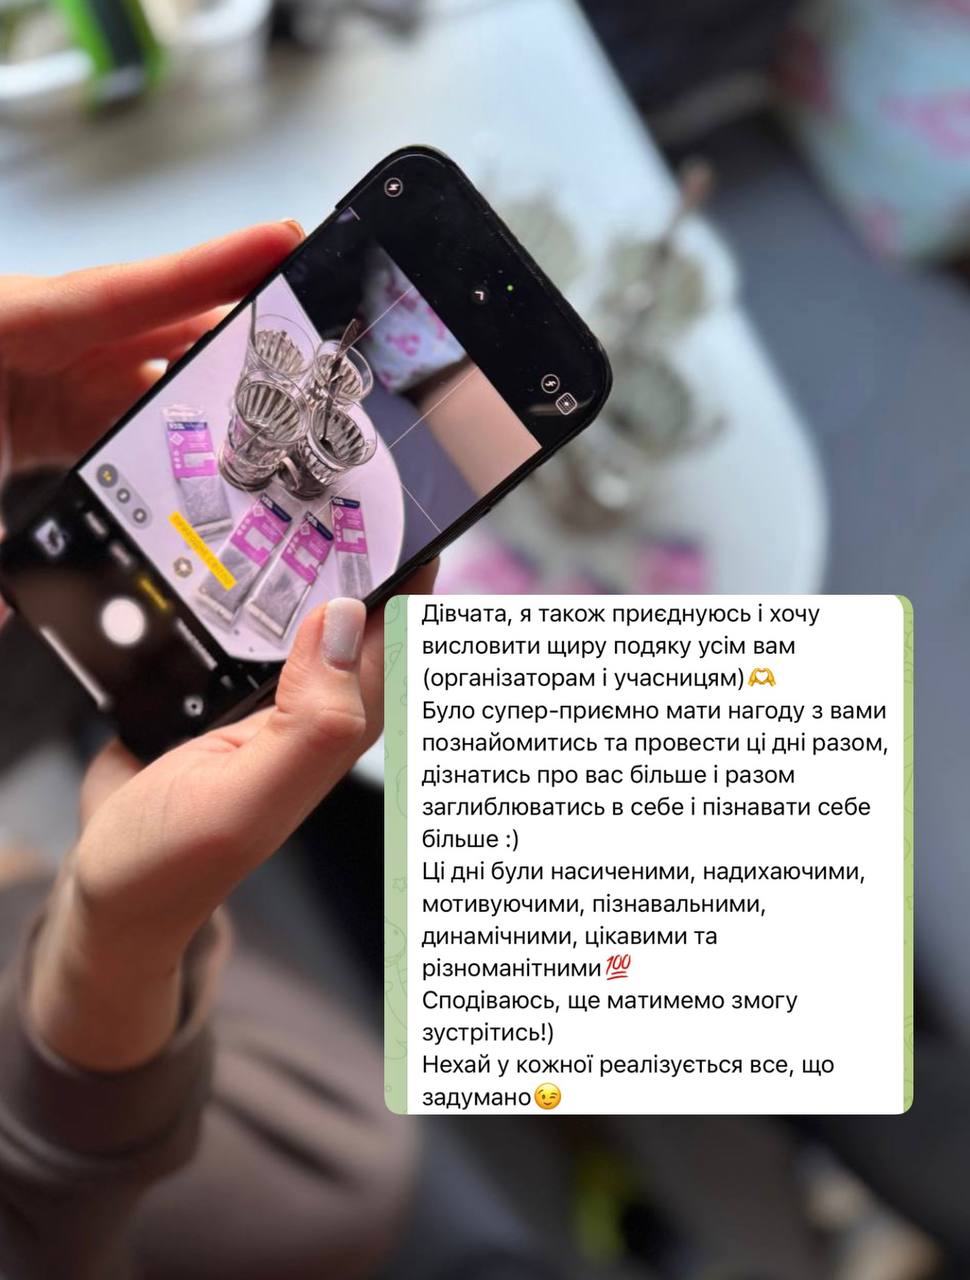 Дівчата, я також приєднуюсь і хочу
висловити щиру подяку усім вам
(організаторам і учасницям)🫶
Було супер-приємно мати нагоду з вами
познайомитись та провести ці дні разом,
дізнатись про вас більше і разом
заглиблюватись в себе і пізнавати себе
більше :)
Ці дні були насиченими, надихаючими,
мотивуючими, пізнавальними,
динамічними, цікавими та
різноманітними💯
Сподіваюсь, ще матимемо змогу
зустрітись!)
Нехай у кожної реалізується все, що
задумано😉